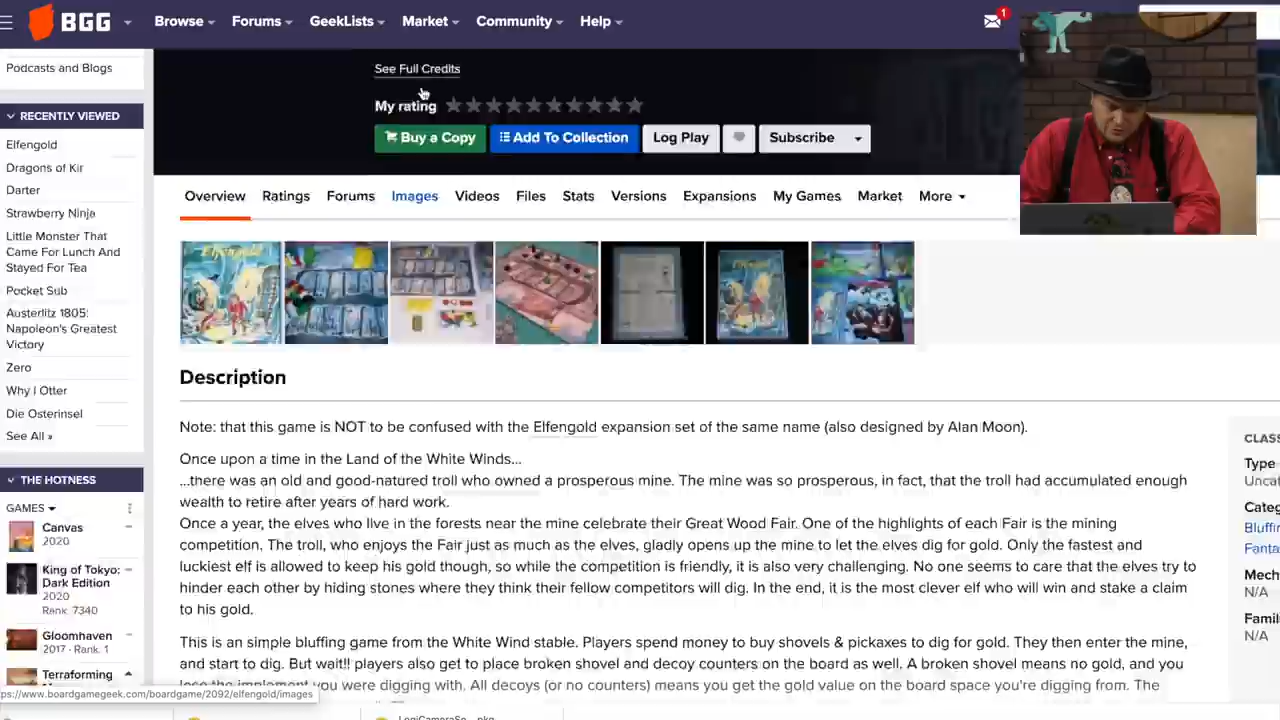 BGG
Browse
Forums
GeekLists
Market
Community
Help
1
Podcasts and Blogs
RECENTLY VIEWED
Elfengold
Dragons of Kir
Darter
Strawberry Ninja
Little Monster That
Came For Lunch And
Stayed For Tea
Pocket Sub
Austerlitz 1805:
Napoleon's Greatest
Victory
Zero
Why I Otter
Die Osterinsel
See All »
THE HOTNESS
GAMES
Canvas
2020
King of Tokyo:
Dark Edition
2020
Rank: 7340
Gloomhaven
2017 · Rank: 1
Terraforming
See Full Credits
My rating
Buy a Copy
Add To Collection
Log Play
Subscribe
Overview
Ratings
Forums
Images
Videos
Files
Stats
Versions
Expansions
My Games
Market
More
Elfengold
Description
Note: that this game is NOT to be confused with the Elfengold expansion set of the same name (also designed by Alan Moon).
Once upon a time in the Land of the White Winds...
...there was an old and good-natured troll who owned a prosperous mine. The mine was so prosperous, in fact, that the troll had accumulated enough
wealth to retire after years of hard work.
Once a year, the elves who live in the forests near the mine celebrate their Great Wood Fair. One of the highlights of each Fair is the mining
competition. The troll, who enjoys the Fair just as much as the elves, gladly opens up the mine to let the elves dig for gold. Only the fastest and
luckiest elf is allowed to keep his gold though, so while the competition is friendly, it is also very challenging. No one seems to care that the elves try to
hinder each other by hiding stones where they think their fellow competitors will dig. In the end, it is the most clever elf who will win and stake a claim
to his gold.
This is an simple bluffing game from the White Wind stable. Players spend money to buy shovels & pickaxes to dig for gold. They then enter the mine,
and start to dig. But wait!! players also get to place broken shovel and decoy counters on the board as well. A broken shovel means no gold, and you
lose the implement you were digging with. All decoys (or no counters) means you get the gold value on the board space you're digging from. The
CLASS
Type
Uncat
Categ
Bluffin
Fanta
Mech
N/A
Famil
N/A
ps://www.boardgamegeek.com/boardgame/2092/elfengold/images
LogiCameraSe....pkg